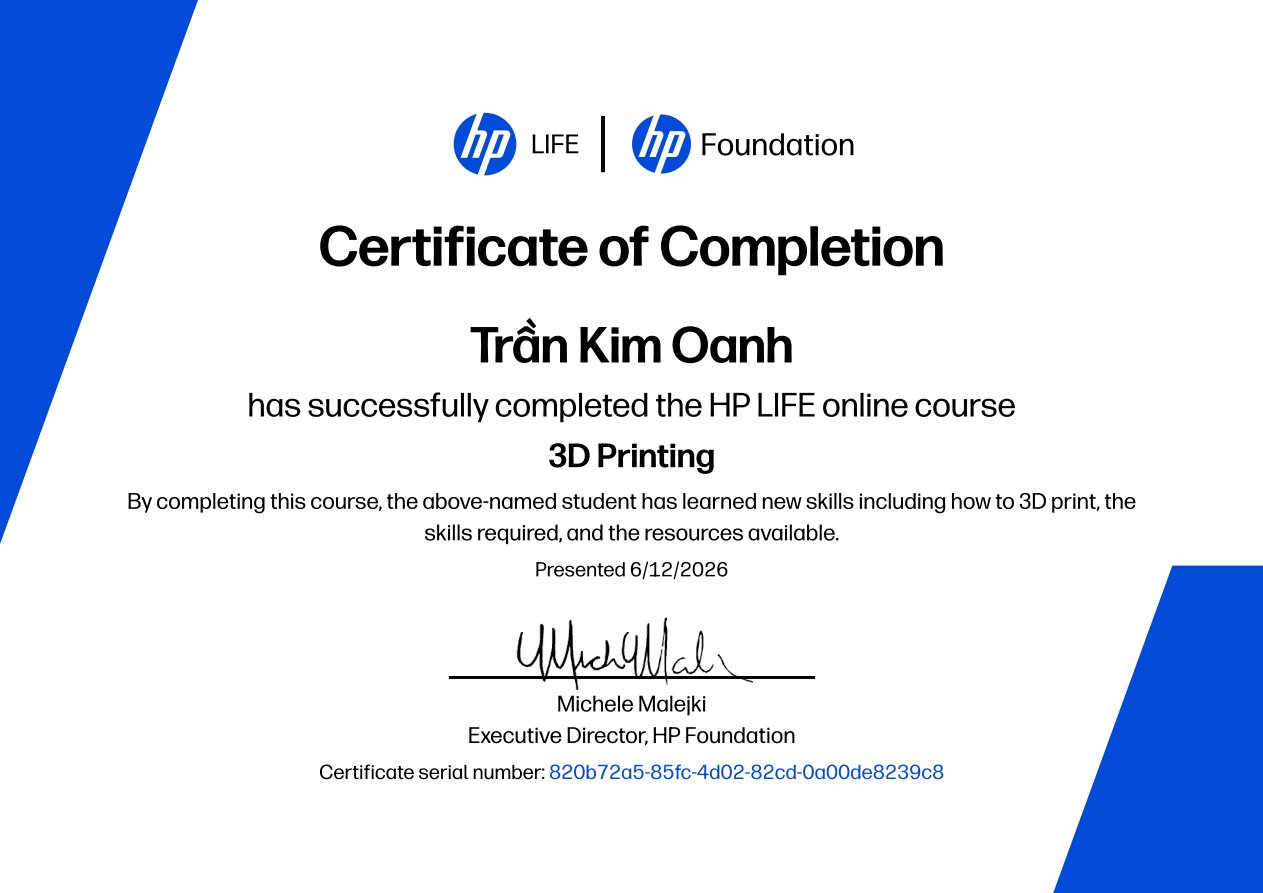 hp LIFE | hp Foundation
Certificate of Completion
Trần Kim Oanh
has successfully completed the HP LIFE online course
3D Printing
By completing this course, the above-named student has learned new skills including how to 3D print, the
skills required, and the resources available.
Presented 6/12/2026
Michele Malejki
Executive Director, HP Foundation
Certificate serial number: 820b72a5-85fc-4d02-82cd-0a00de8239c8